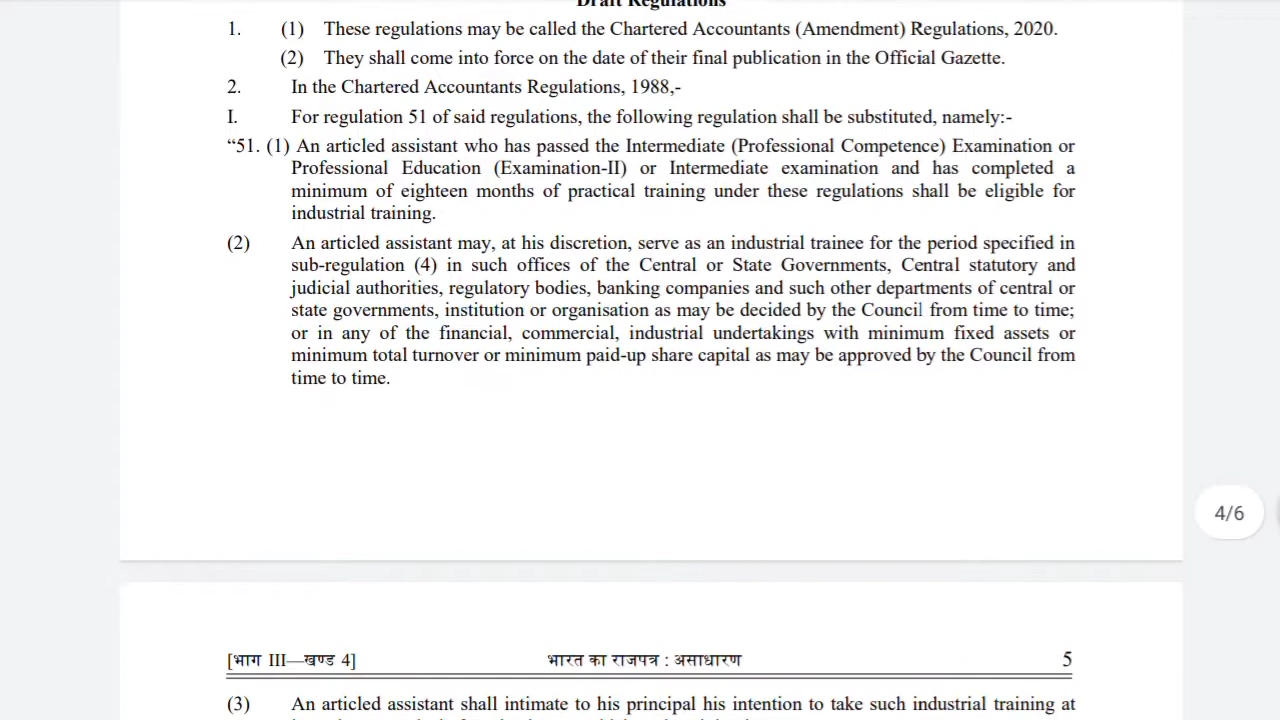 Draft Regulations
1. (1) These regulations may be called the Chartered Accountants (Amendment) Regulations, 2020.
(2) They shall come into force on the date of their final publication in the Official Gazette.
2. In the Chartered Accountants Regulations, 1988,-
I. For regulation 51 of said regulations, the following regulation shall be substituted, namely:-
“51. (1) An articled assistant who has passed the Intermediate (Professional Competence) Examination or
Professional Education (Examination-II) or Intermediate examination and has completed a
minimum of eighteen months of practical training under these regulations shall be eligible for
industrial training.
(2) An articled assistant may, at his discretion, serve as an industrial trainee for the period specified in
sub-regulation (4) in such offices of the Central or State Governments, Central statutory and
judicial authorities, regulatory bodies, banking companies and such other departments of central or
state governments, institution or organisation as may be decided by the Council from time to time;
or in any of the financial, commercial, industrial undertakings with minimum fixed assets or
minimum total turnover or minimum paid-up share capital as may be approved by the Council from
time to time.
4/6
[भाग III—खण्ड 4] भारत का राजपत्र : असाधारण 5
(3) An articled assistant shall intimate to his principal his intention to take such industrial training at